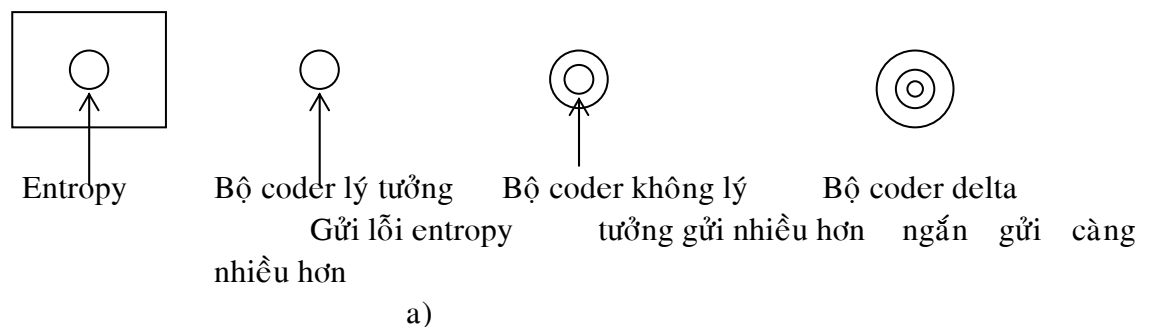 Entropy Bộ coder lý tưởng Bộ coder không lý Bộ coder delta
Gửi lỗi entropy tưởng gửi nhiều hơn ngắn gửi càng
nhiều hơn
a)